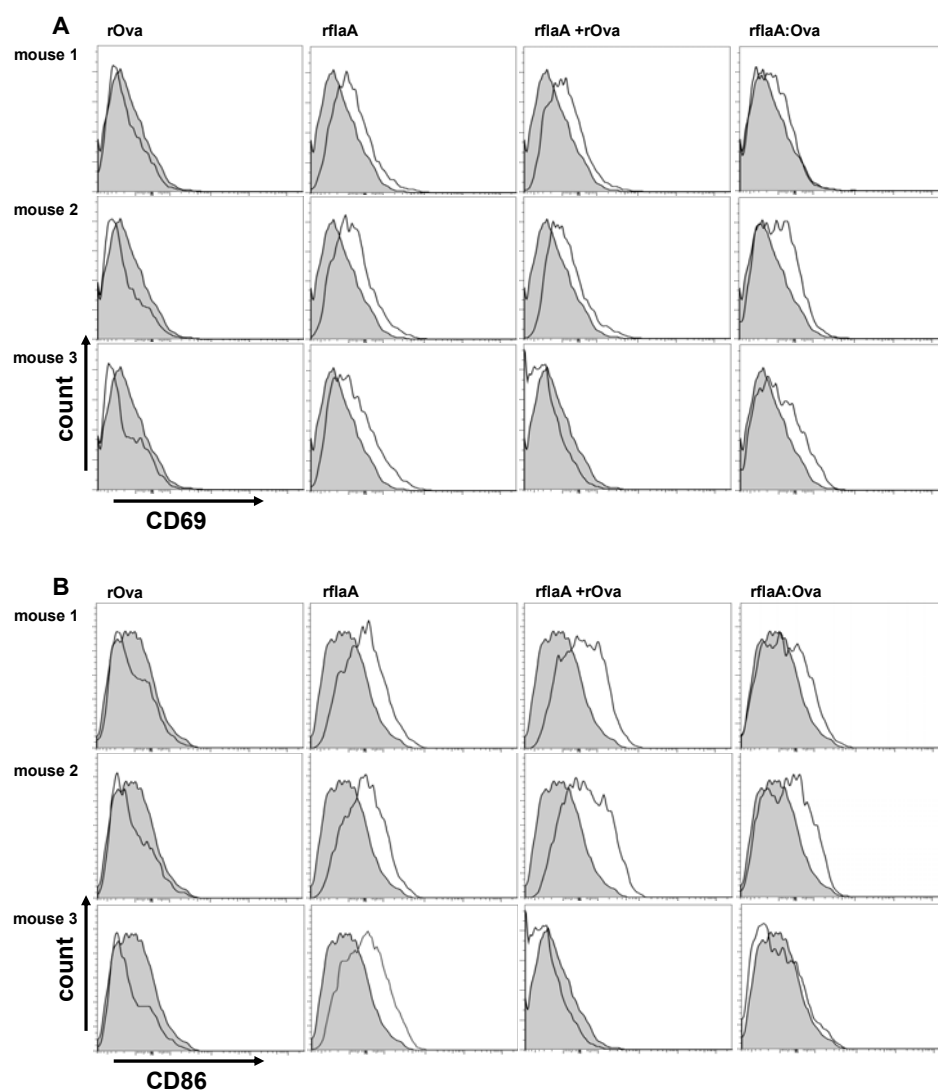 A
rOva
rflaA
rflaA +rOva
rflaA:Ova
mouse 1
mouse 2
mouse 3
count
CD69
B
rOva
rflaA
rflaA +rOva
rflaA:Ova
mouse 1
mouse 2
mouse 3
count
CD86